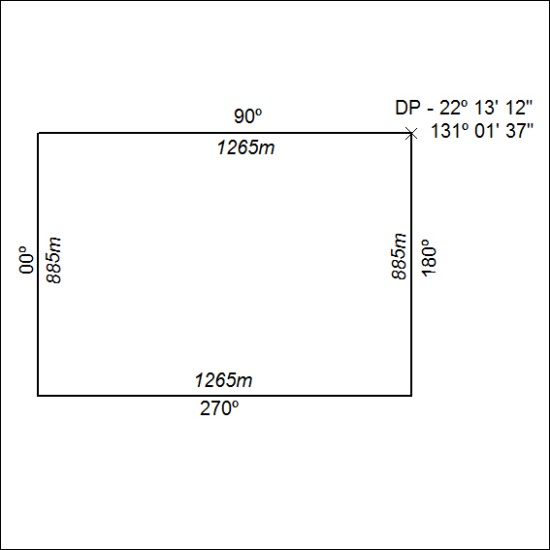 DP - 22º 13' 12"
131º 01' 37"
90º
1265m
00º
885m
885m
180º
1265m
270º